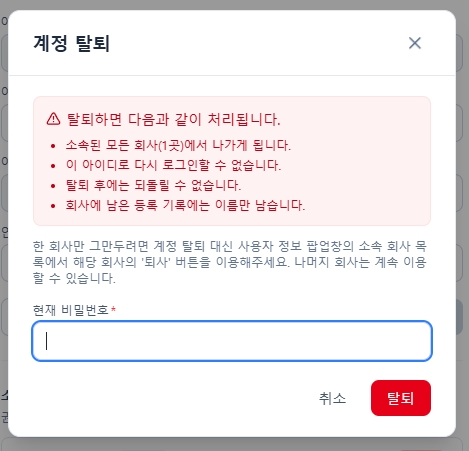 계정 탈퇴
탈퇴하면 다음과 같이 처리됩니다.
• 소속된 모든 회사(1곳)에서 나가게 됩니다.
• 이 아이디로 다시 로그인할 수 없습니다.
• 탈퇴 후에는 되돌릴 수 없습니다.
• 회사에 남은 등록 기록에는 이름만 남습니다.
한 회사만 그만두려면 계정 탈퇴 대신 사용자 정보 팝업창의 소속 회사 목
록에서 해당 회사의 '퇴사' 버튼을 이용해주세요. 나머지 회사는 계속 이용
할 수 있습니다.
현재 비밀번호*
취소
탈퇴